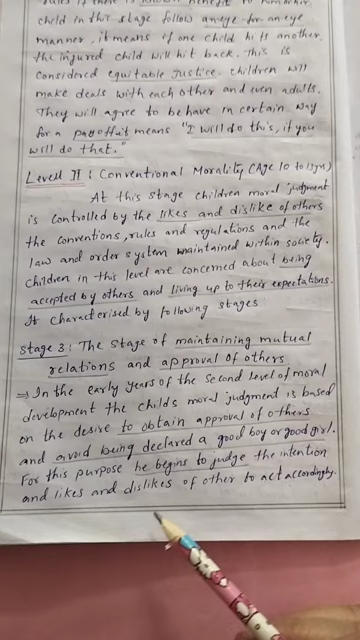 rules if there is known benefit to
child in this stage follow an eye-for-an eye
manner, it means if one child hits another
the injured child will hit back. This is
considered equitable Justice. children will
make deals with each other and even adults.
They will agree to behave in certain way
for a payoff it means "I will do this, if you
will do that."
Level II : Conventional Morality (Age 10 to 13yrs)
At this stage children moral judgment
is controlled by the likes and dislike of others
the conventions, rules and regulations and the
law and order system maintained within society.
Children in this level are concerned about being
accepted by others and living up to their expectations.
It characterised by following stages
Stage 3: The Stage of maintaining mutual
relations and approval of others
⇒ In the early years of the second level of moral
development the childs moral judgment is based
on the desire to obtain approval of others
and avoid being declared a good boy or good girl.
For this purpose he begins to judge the intention
and likes and dislikes of other to act accordingly.